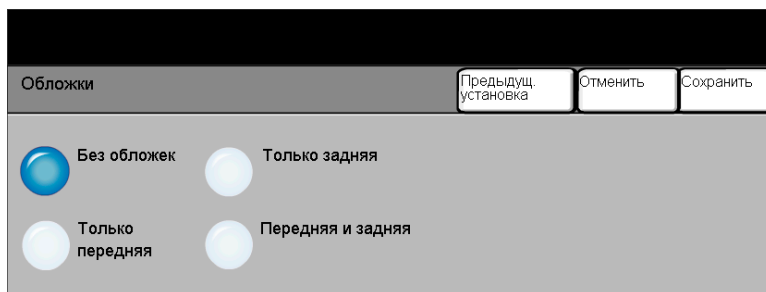 Обложки
Предыдущ.
установка
Отменить
Сохранить
Без обложек
Только задняя
Только
передняя
Передняя и задняя